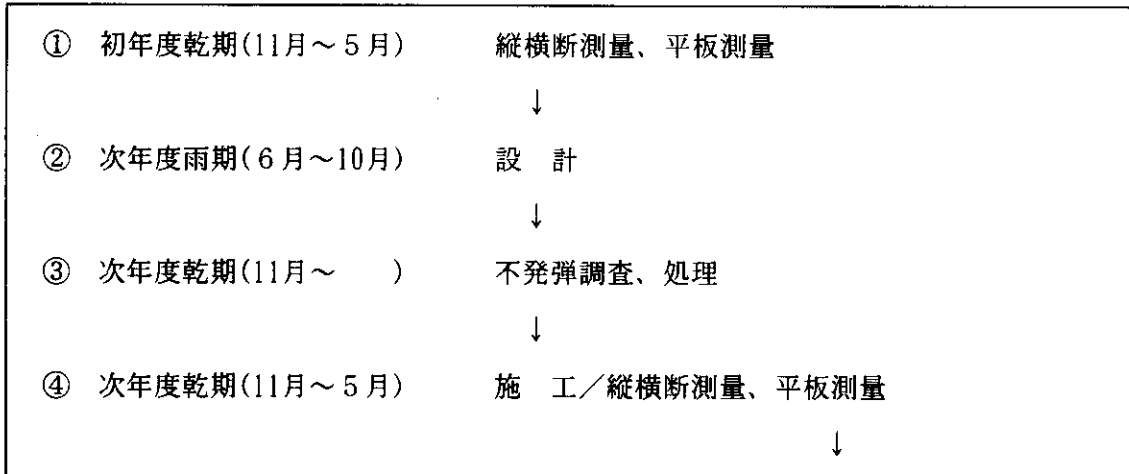 ① 初年度乾期(11月～5月) 縦横断測量、平板測量
↓
② 次年度雨期(6月～10月) 設 計
↓
③ 次年度乾期(11月～ ) 不発弾調査、処理
↓
④ 次年度乾期(11月～5月) 施 工／縦横断測量、平板測量
↓